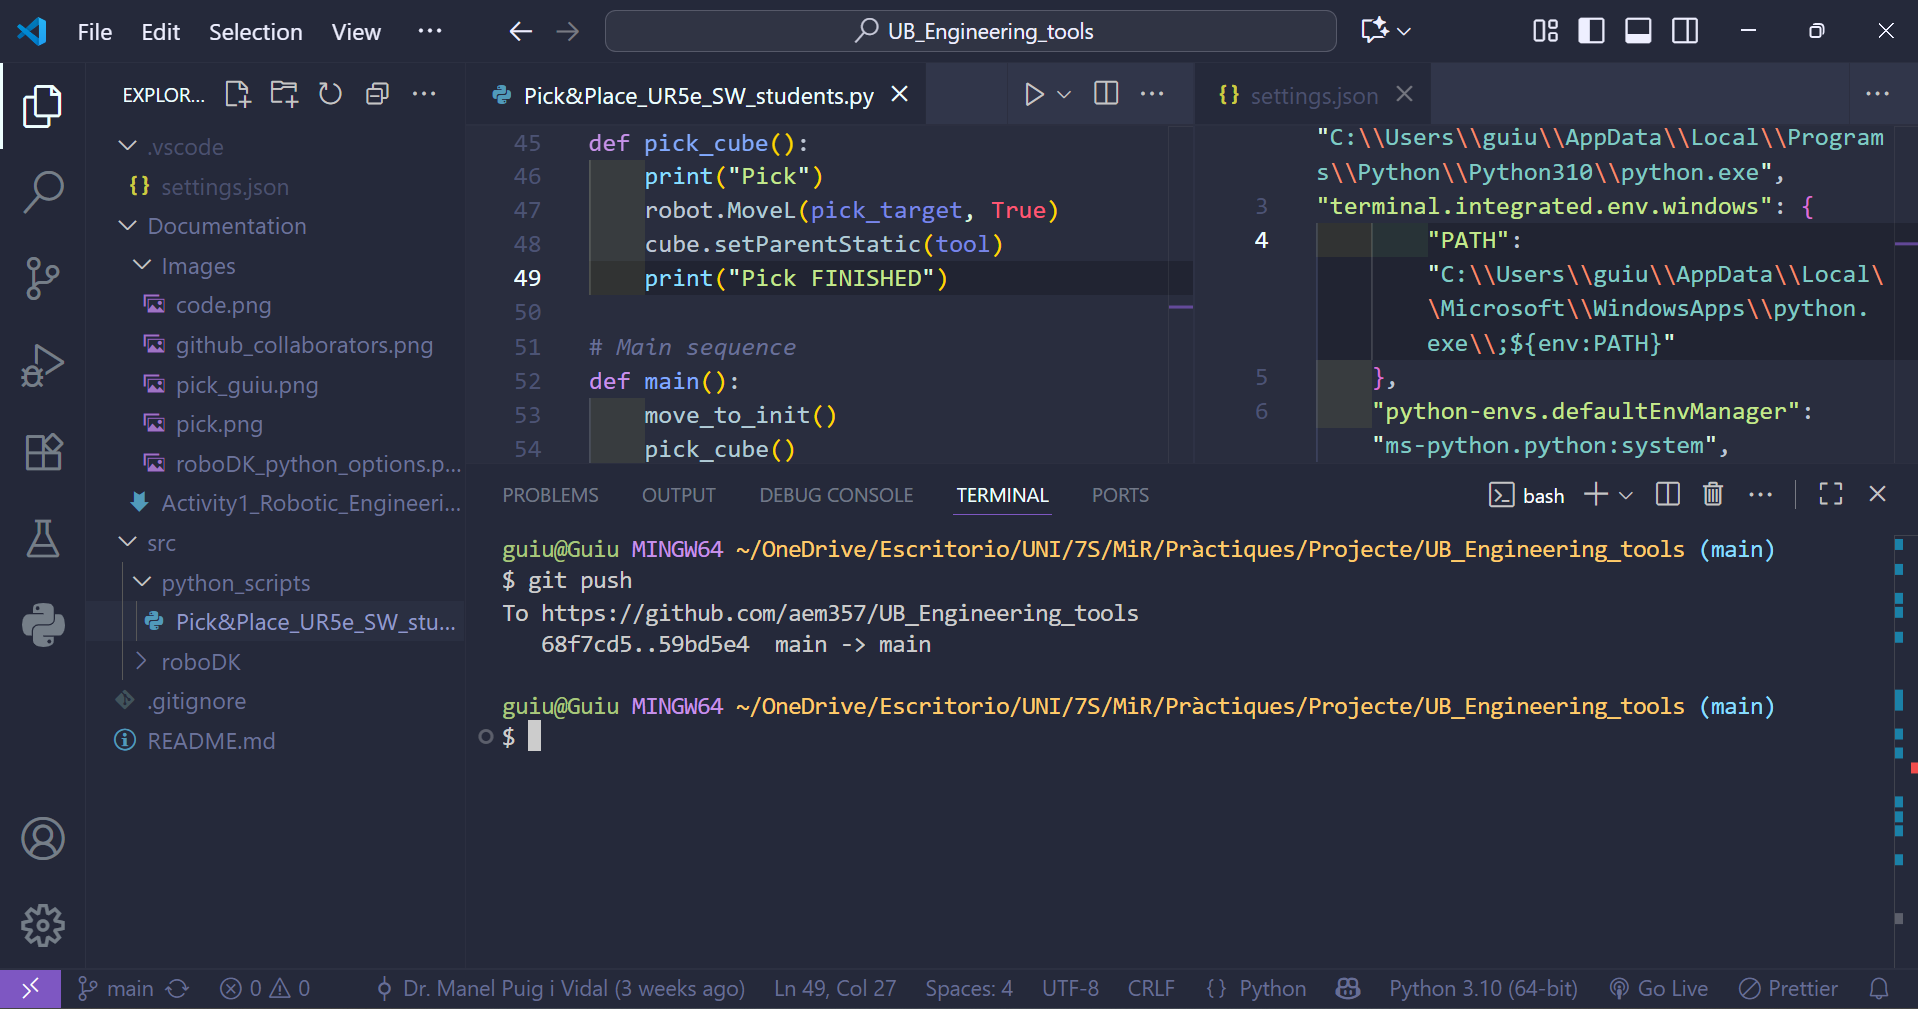 File Edit Selection View ··· UB_Engineering_tools
EXPLOR...
.vscode
settings.json
Documentation
Images
code.png
github_collaborators.png
pick_guiu.png
pick.png
roboDK_python_options.p...
Activity1_Robotic_Engineeri...
src
python_scripts
Pick&Place_UR5e_SW_stu...
roboDK
.gitignore
README.md
Pick&Place_UR5e_SW_students.py
45 def pick_cube():
46 print("Pick")
47 robot.MoveL(pick_target, True)
48 cube.setParentStatic(tool)
49 print("Pick FINISHED")
50
51 # Main sequence
52 def main():
53 move_to_init()
54 pick_cube()
settings.json
"C:\\Users\\guiu\\AppData\\Local\\Program
s\\Python\\Python310\\python.exe",
3 "terminal.integrated.env.windows": {
4 "PATH":
"C:\\Users\\guiu\\AppData\\Local\
\Microsoft\\WindowsApps\\python.
exe\\;${env:PATH}"
5 },
6 "python-envs.defaultEnvManager":
"ms-python.python:system",
PROBLEMS OUTPUT DEBUG CONSOLE TERMINAL PORTS bash
guiu@Guiu MINGW64 ~/OneDrive/Escritorio/UNI/7S/MiR/Pràctiques/Projecte/UB_Engineering_tools (main)
$ git push
To https://github.com/aem357/UB_Engineering_tools
68f7cd5..59bd5e4 main -> main
guiu@Guiu MINGW64 ~/OneDrive/Escritorio/UNI/7S/MiR/Pràctiques/Projecte/UB_Engineering_tools (main)
$
main 0 0 Dr. Manel Puig i Vidal (3 weeks ago) Ln 49, Col 27 Spaces: 4 UTF-8 CRLF {} Python Python 3.10 (64-bit) Go Live Prettier